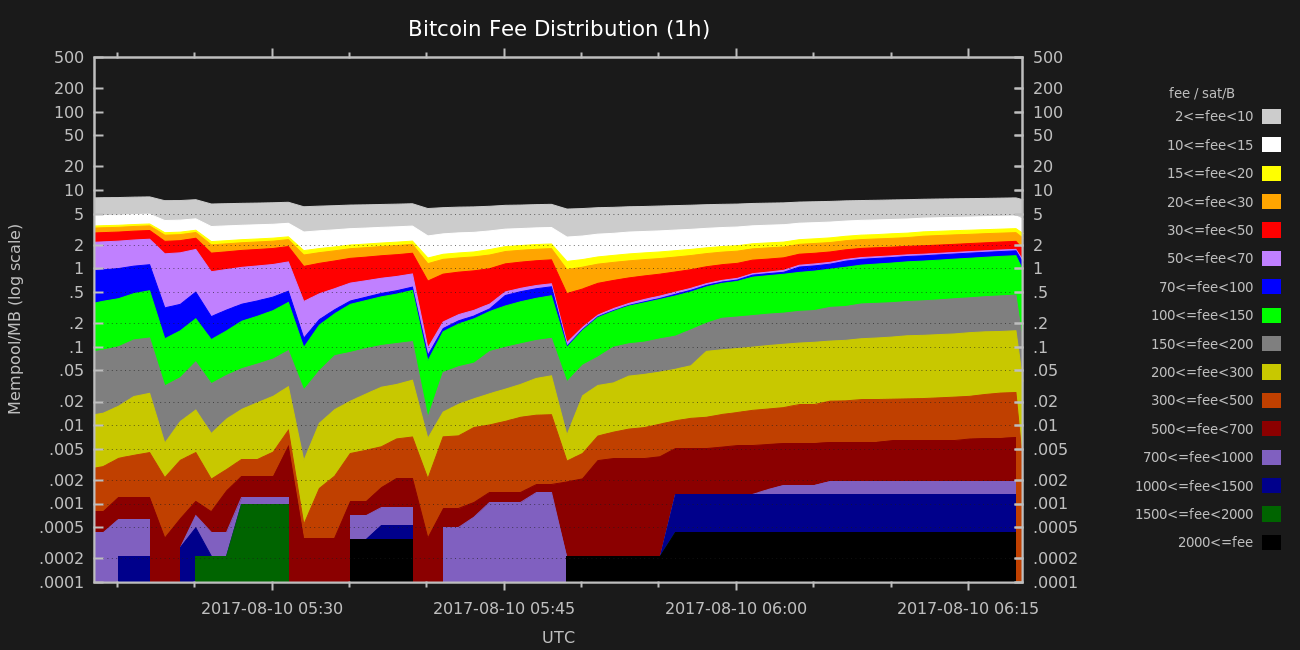 Bitcoin Fee Distribution (1h)
500 500
200 200
100 100
50 50
20 20
10 10
5 5
2 2
1 1
.5 .5
.2 .2
.1 .1
.05 .05
.02 .02
.01 .01
.005 .005
.002 .002
.001 .001
.0005 .0005
.0002 .0002
.0001 .0001
Mempool/MB (log scale)
2017-08-10 05:30 2017-08-10 05:45 2017-08-10 06:00 2017-08-10 06:15
UTC
fee / sat/B
2<=fee<10
10<=fee<15
15<=fee<20
20<=fee<30
30<=fee<50
50<=fee<70
70<=fee<100
100<=fee<150
150<=fee<200
200<=fee<300
300<=fee<500
500<=fee<700
700<=fee<1000
1000<=fee<1500
1500<=fee<2000
2000<=fee